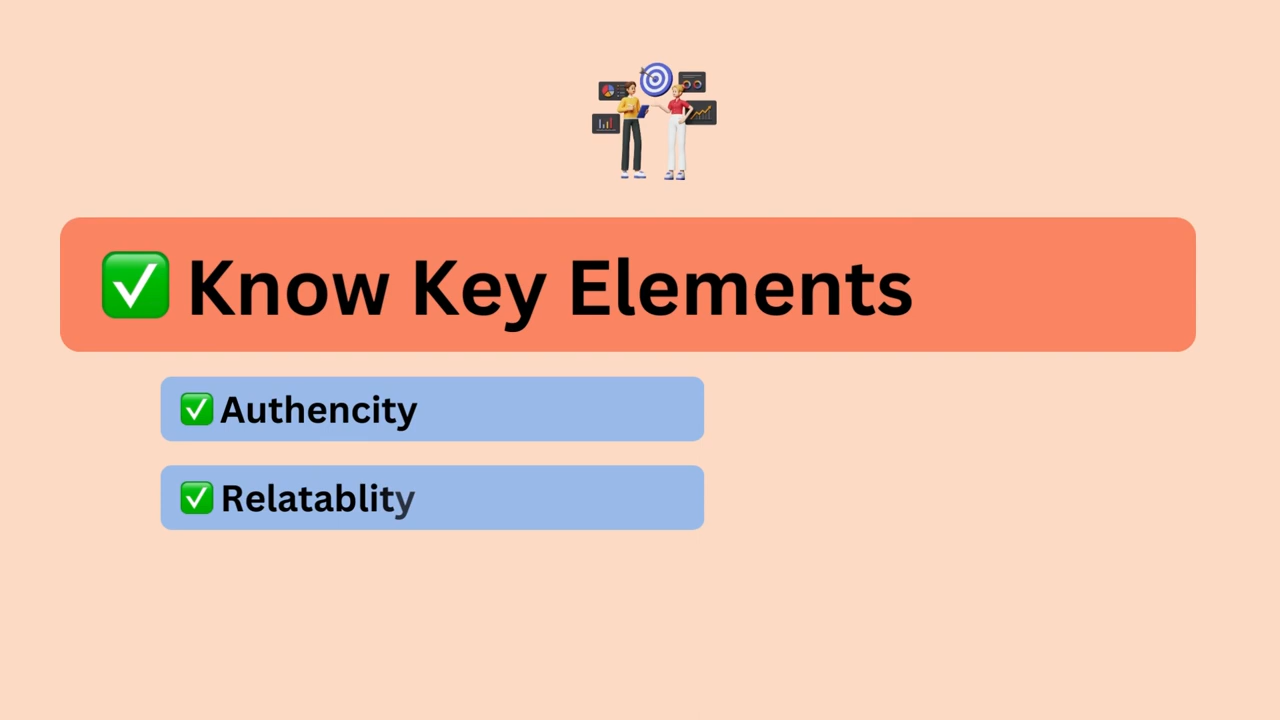 ✅ Know Key Elements
✅ Authencity
✅ Relatablity